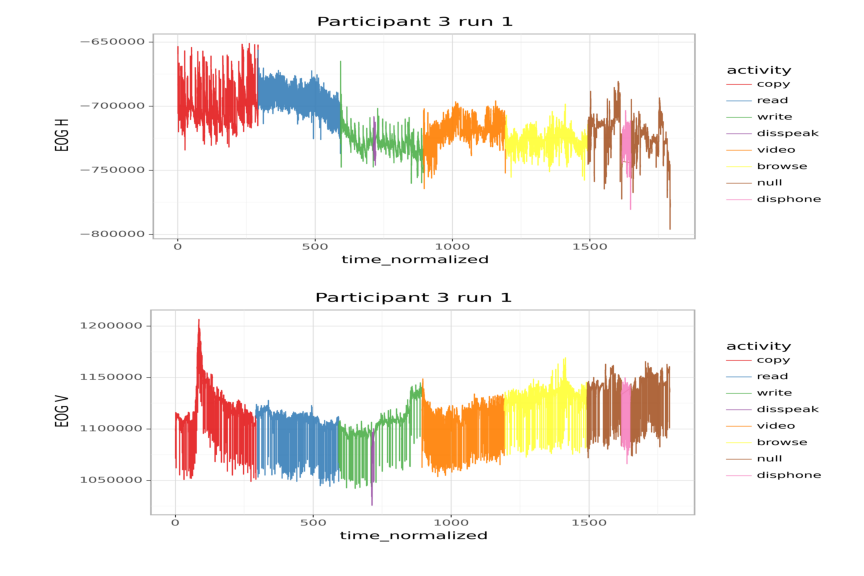 Participant 3 run 1
EOG H
−650000
−700000
−750000
−800000
0 500 1000 1500
time_normalized
activity
copy
read
write
disspeak
video
browse
null
disphone
Participant 3 run 1
EOG V
1200000
1150000
1100000
1050000
0 500 1000 1500
time_normalized
activity
copy
read
write
disspeak
video
browse
null
disphone